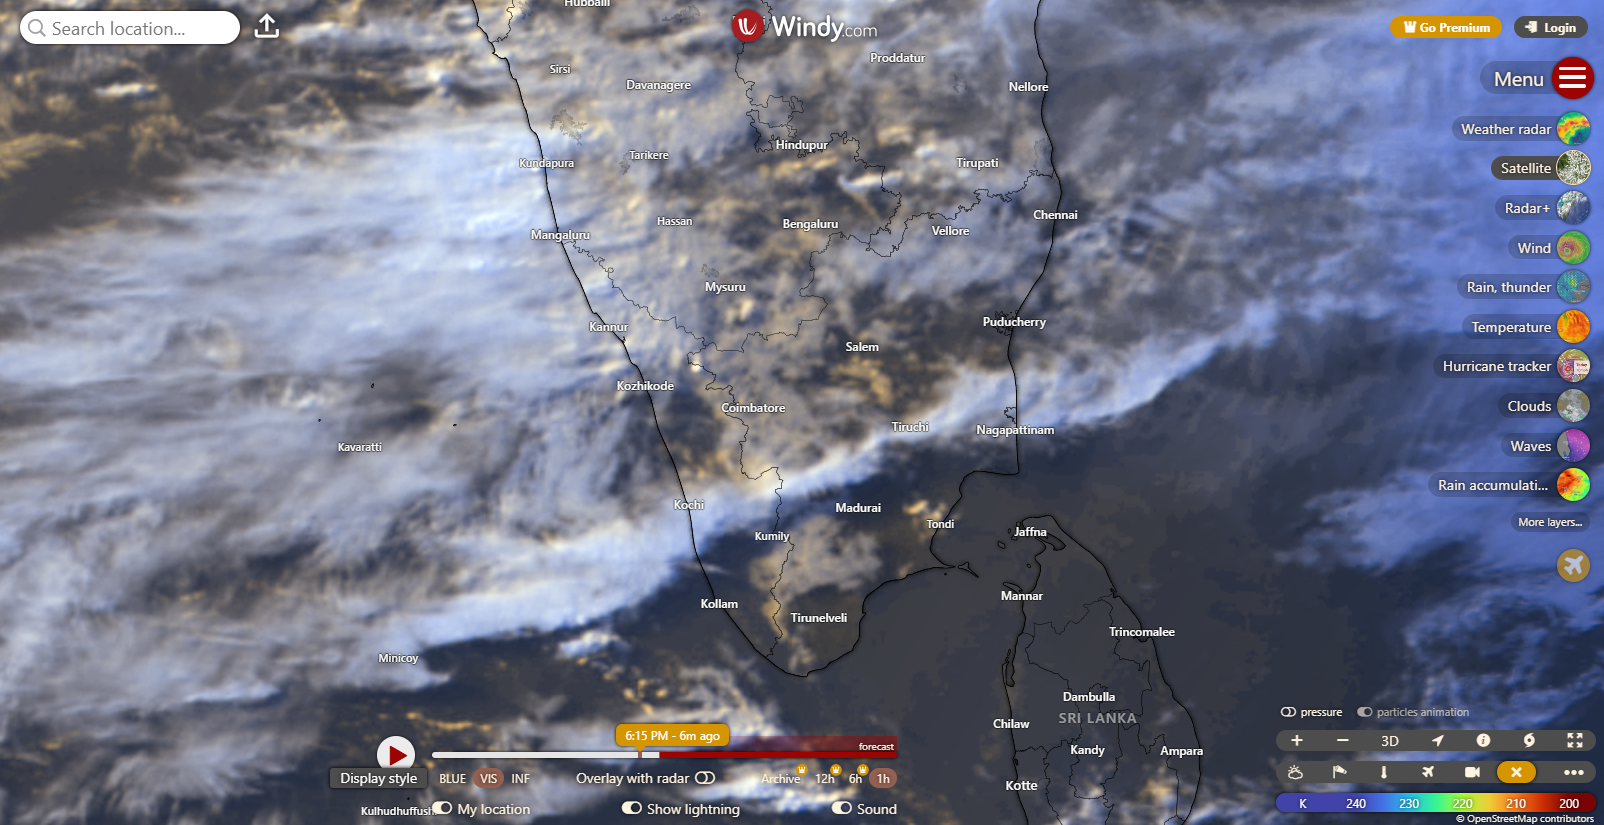 Search location...
Windy.com
Go Premium
Login
Menu
Weather radar
Satellite
Radar+
Wind
Rain, thunder
Temperature
Hurricane tracker
Clouds
Waves
Rain accumulati...
More layers...
Hubballi
Sirsi
Davanagere
Proddatur
Nellore
Kundapura
Tarikere
Hindupur
Tirupati
Hassan
Bengaluru
Chennai
Mangaluru
Vellore
Mysuru
Kannur
Puducherry
Salem
Kozhikode
Coimbatore
Tiruchi
Nagapattinam
Kavaratti
Kochi
Madurai
Tondi
Kumily
Jaffna
Mannar
Kollam
Tirunelveli
Trincomalee
Minicoy
Dambulla
SRI LANKA
Chilaw
Kandy
Ampara
Kotte
Kulhudhuffush
6:15 PM - 6m ago
forecast
Display style
BLUE VIS INF
Overlay with radar
Archive 12h 6h 1h
My location
Show lightning
Sound
pressure particles animation
+ − 3D
K 240 230 220 210 200
© OpenStreetMap contributors